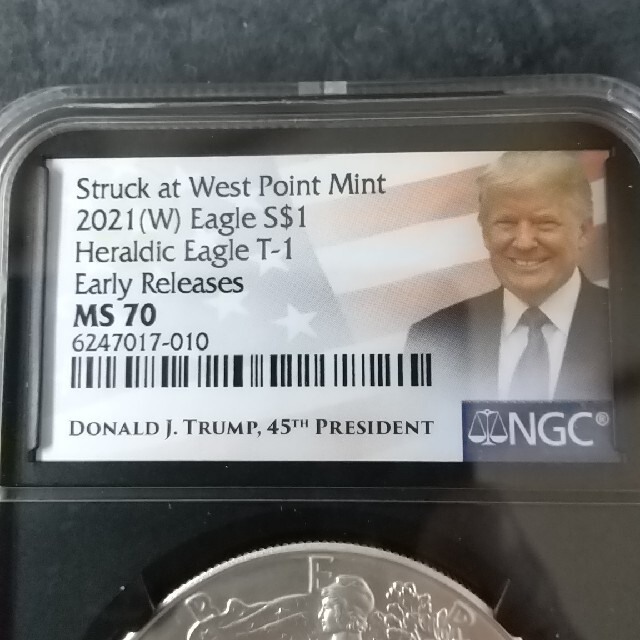 Struck at West Point Mint
2021(W) Eagle S$1
Heraldic Eagle T-1
Early Releases
MS 70
6247017-010
DONALD J. TRUMP, 45TH PRESIDENT
NGC®